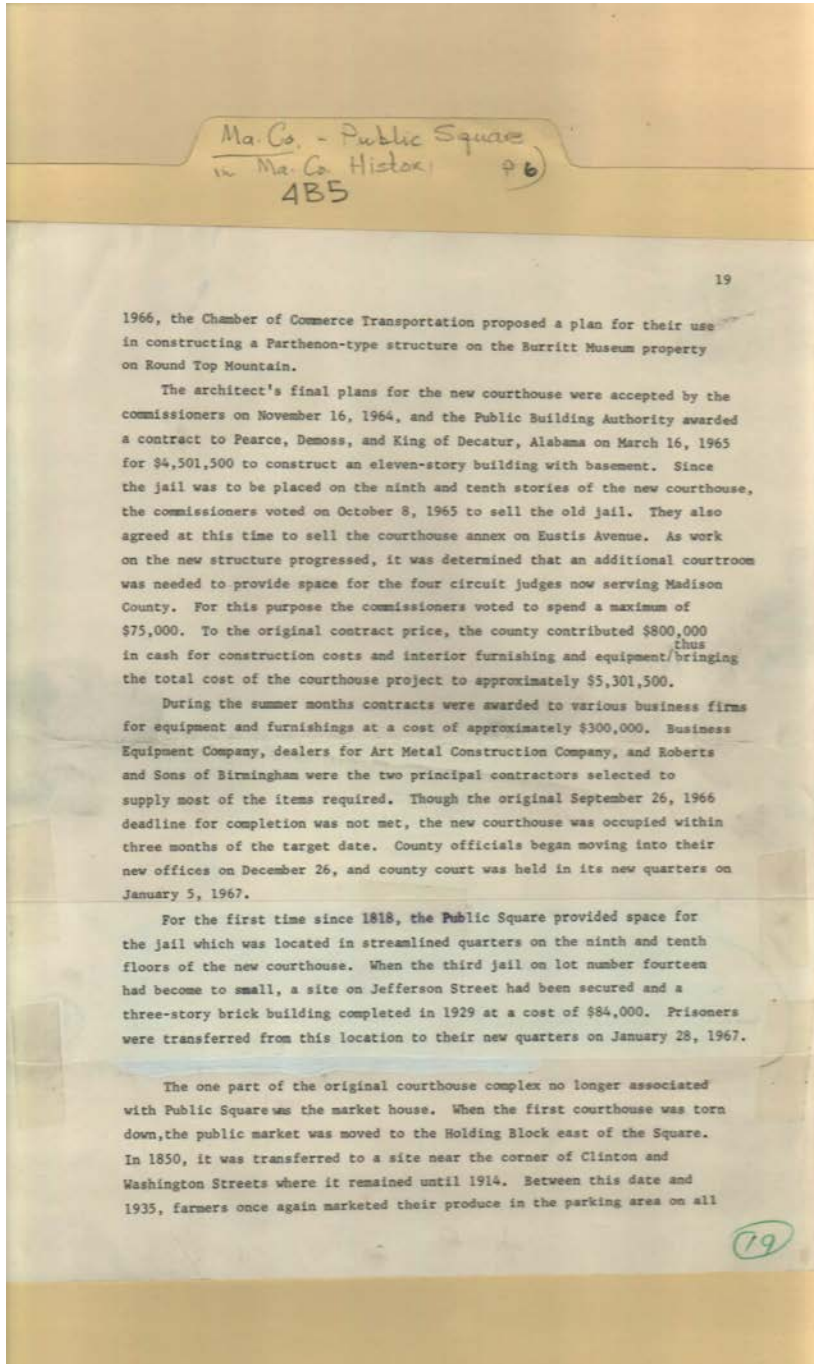 Ma. Co. - Public Square
in Ma. Co. Histor. P 6)
4B5
19
1966, the Chamber of Commerce Transportation proposed a plan for their use
in constructing a Parthenon-type structure on the Burritt Museum property
on Round Top Mountain.
The architect's final plans for the new courthouse were accepted by the
commissioners on November 16, 1964, and the Public Building Authority awarded
a contract to Pearce, Demoss, and King of Decatur, Alabama on March 16, 1965
for $4,501,500 to construct an eleven-story building with basement. Since
the jail was to be placed on the ninth and tenth stories of the new courthouse,
the commissioners voted on October 8, 1965 to sell the old jail. They also
agreed at this time to sell the courthouse annex on Eustis Avenue. As work
on the new structure progressed, it was determined that an additional courtroom
was needed to provide space for the four circuit judges now serving Madison
County. For this purpose the commissioners voted to spend a maximum of
$75,000. To the original contract price, the county contributed $800,000
thus
in cash for construction costs and interior furnishing and equipment/bringing
the total cost of the courthouse project to approximately $5,301,500.
During the summer months contracts were awarded to various business firms
for equipment and furnishings at a cost of approximately $300,000. Business
Equipment Company, dealers for Art Metal Construction Company, and Roberts
and Sons of Birmingham were the two principal contractors selected to
supply most of the items required. Though the original September 26, 1966
deadline for completion was not met, the new courthouse was occupied within
three months of the target date. County officials began moving into their
new offices on December 26, and county court was held in its new quarters on
January 5, 1967.
For the first time since 1818, the Public Square provided space for
the jail which was located in streamlined quarters on the ninth and tenth
floors of the new courthouse. When the third jail on lot number fourteen
had become to small, a site on Jefferson Street had been secured and a
three-story brick building completed in 1929 at a cost of $84,000. Prisoners
were transferred from this location to their new quarters on January 28, 1967.
The one part of the original courthouse complex no longer associated
with Public Square was the market house. When the first courthouse was torn
down,the public market was moved to the Holding Block east of the Square.
In 1850, it was transferred to a site near the corner of Clinton and
Washington Streets where it remained until 1914. Between this date and
1935, farmers once again marketed their produce in the parking area on all
19